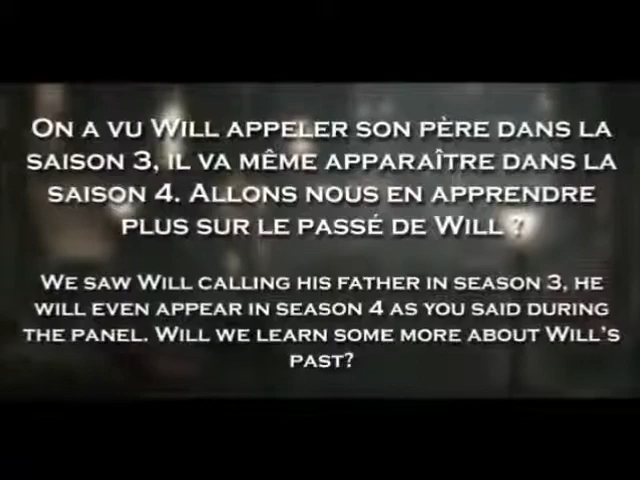 ON A VU WILL APPELER SON PÈRE DANS LA
SAISON 3, IL VA MÊME APPARAÎTRE DANS LA
SAISON 4. ALLONS NOUS EN APPRENDRE
PLUS SUR LE PASSÉ DE WILL ?
WE SAW WILL CALLING HIS FATHER IN SEASON 3, HE
WILL EVEN APPEAR IN SEASON 4 AS YOU SAID DURING
THE PANEL. WILL WE LEARN SOME MORE ABOUT WILL'S
PAST?